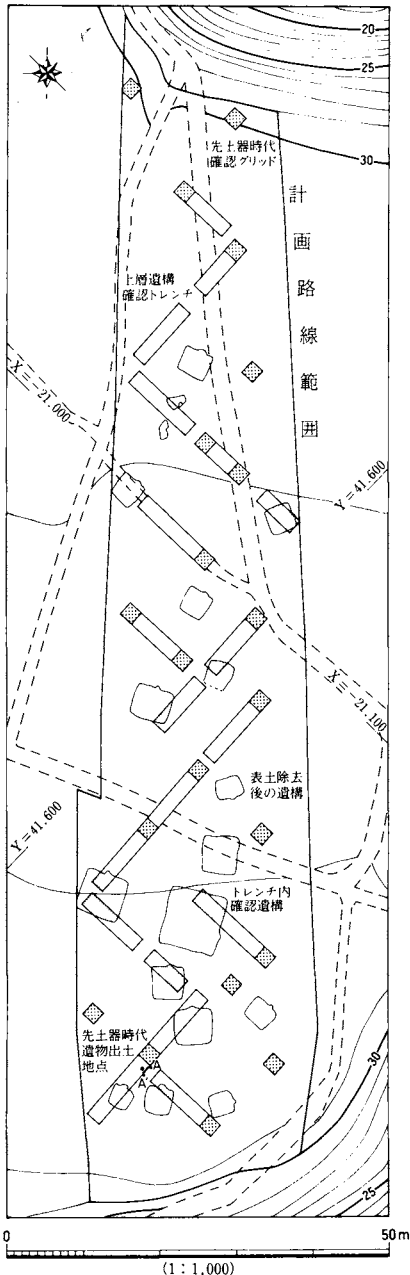 20
25
30
先土器時代
確認グリッド
計画路線範囲
上層遺構
確認トレンチ
X=-21.000
Y=41.600
X=-21.100
表土除去
後の遺構
Y=41.600
トレンチ内
確認遺構
先土器時代
遺物出土
地点
A
A'
30
25
0
50m
(1:1,000)